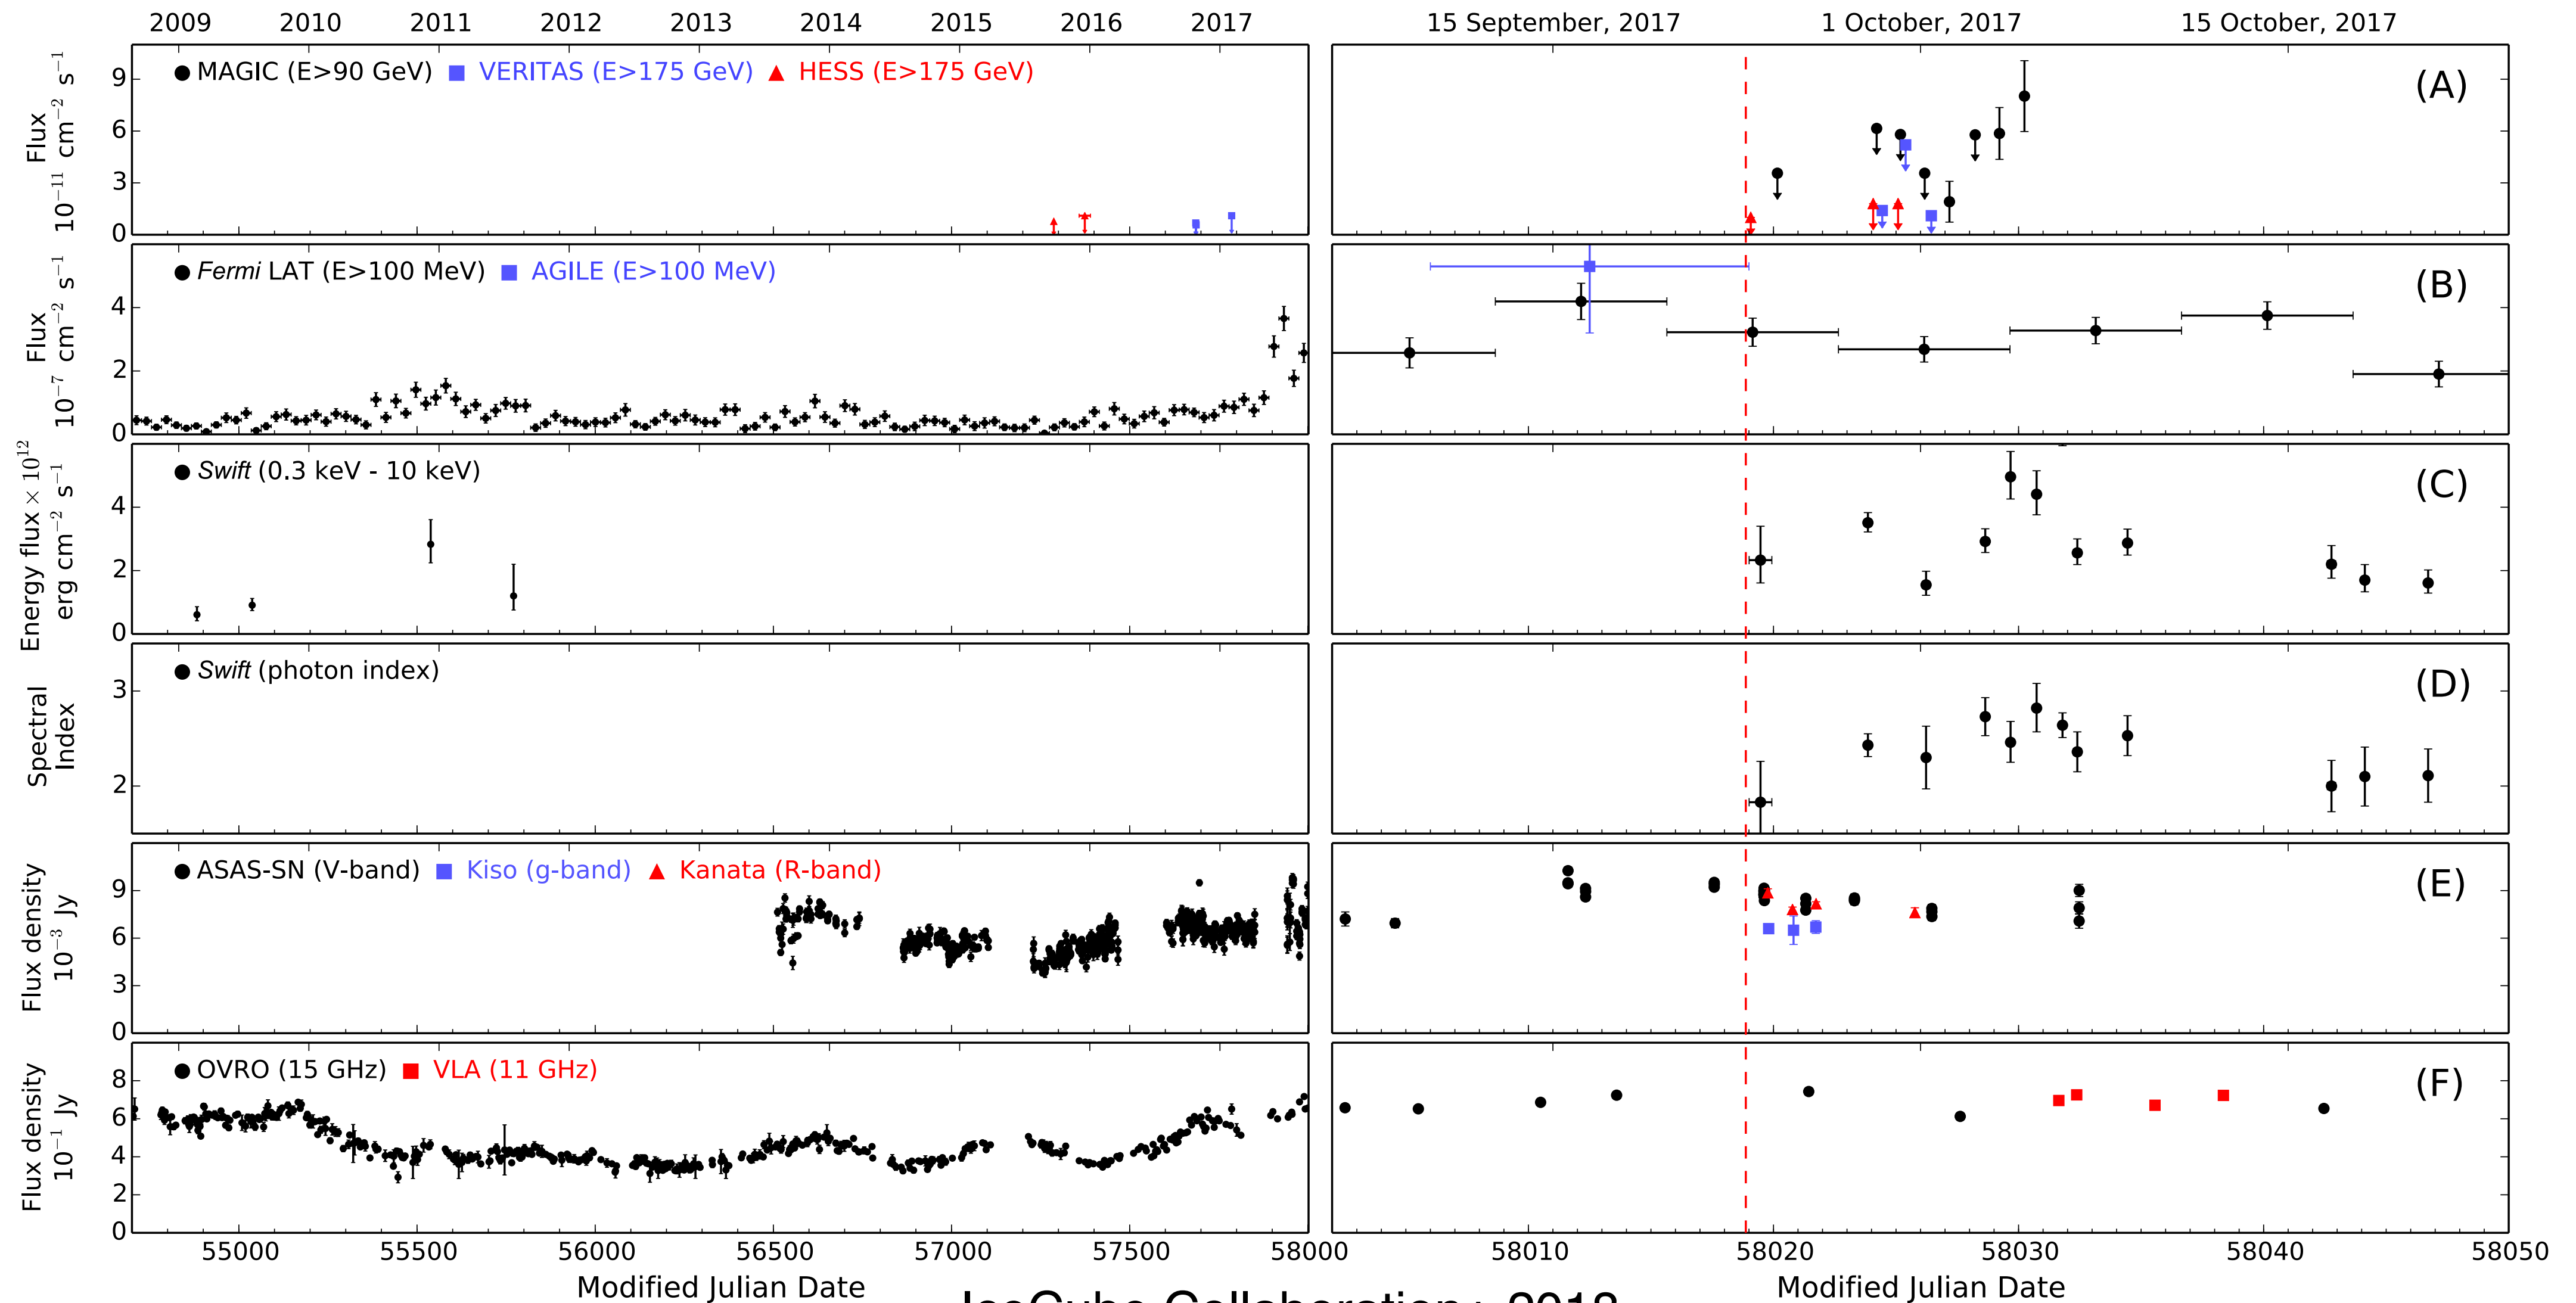 2009 2010 2011 2012 2013 2014 2015 2016 2017 15 September, 2017 1 October, 2017 15 October, 2017
Flux
10⁻¹¹ cm⁻² s⁻¹
9
6
3
0
MAGIC (E>90 GeV) VERITAS (E>175 GeV) HESS (E>175 GeV)
(A)
Flux
10⁻⁷ cm⁻² s⁻¹
4
2
0
Fermi LAT (E>100 MeV) AGILE (E>100 MeV)
(B)
Energy flux × 10¹²
erg cm⁻² s⁻¹
4
2
0
Swift (0.3 keV - 10 keV)
(C)
Spectral
Index
3
2
Swift (photon index)
(D)
Flux density
10⁻³ Jy
9
6
3
0
ASAS-SN (V-band) Kiso (g-band) Kanata (R-band)
(E)
Flux density
10⁻¹ Jy
8
6
4
2
0
OVRO (15 GHz) VLA (11 GHz)
(F)
55000 55500 56000 56500 57000 57500 58000 58010 58020 58030 58040 58050
Modified Julian Date Modified Julian Date
IceCube Collaboration+ 2018